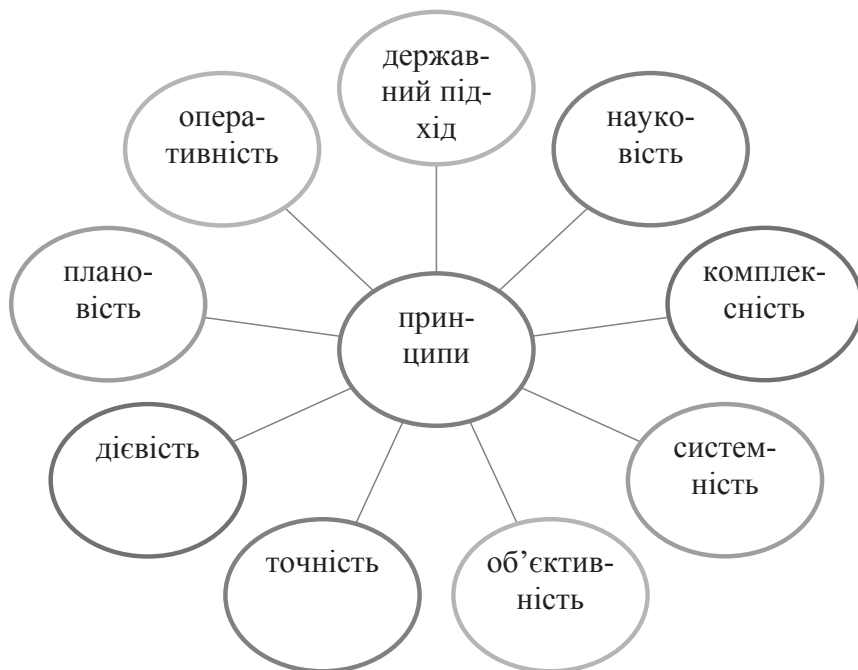 держав-
ний під-
хід
науко-
вість
комплек-
сність
систем-
ність
об’єктив-
ність
точність
дієвість
плано-
вість
опера-
тивність
прин-
ципи